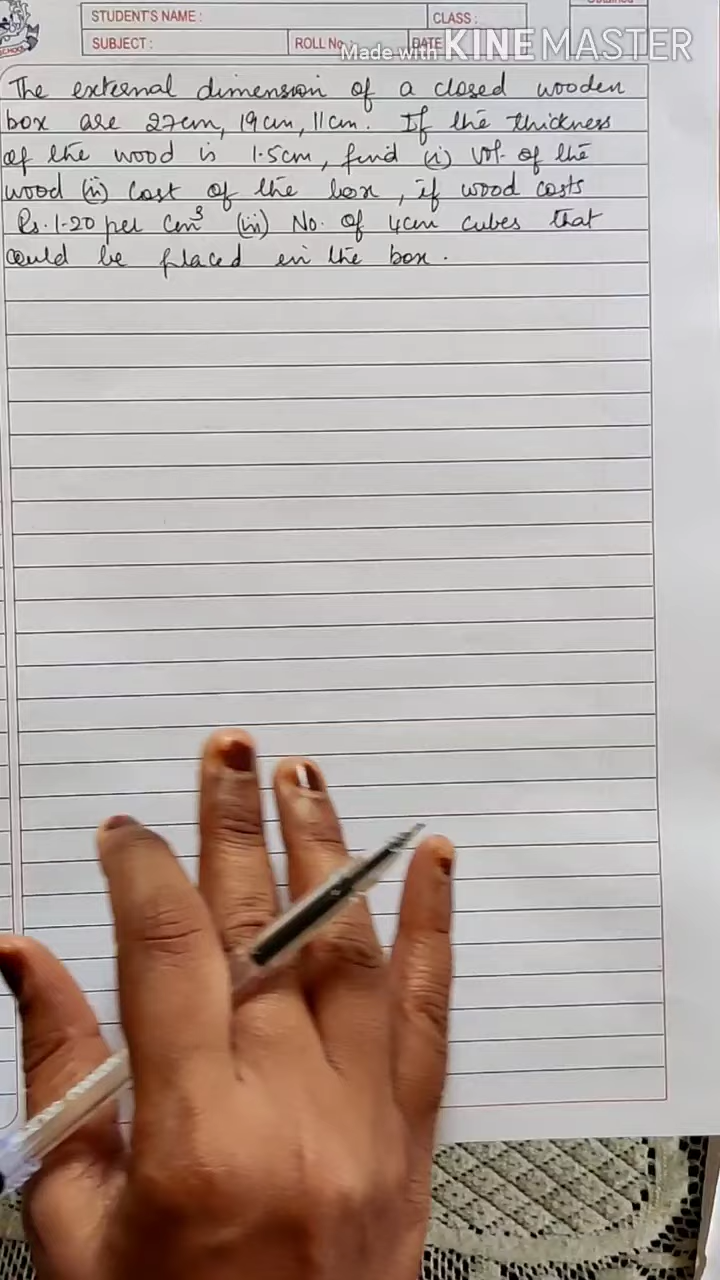 Obtained
STUDENT'S NAME : CLASS :
SCHOOL SUBJECT : ROLL No. : DATE
Made with KINEMASTER
The external dimension of a closed wooden
box are 27cm, 19cm, 11cm. If the thickness
of the wood is 1.5cm, find (i) Vol. of the
wood (ii) Cost of the box, if wood costs
Rs. 1.20 per cm³ (iii) No. of 4cm cubes that
could be placed in the box.